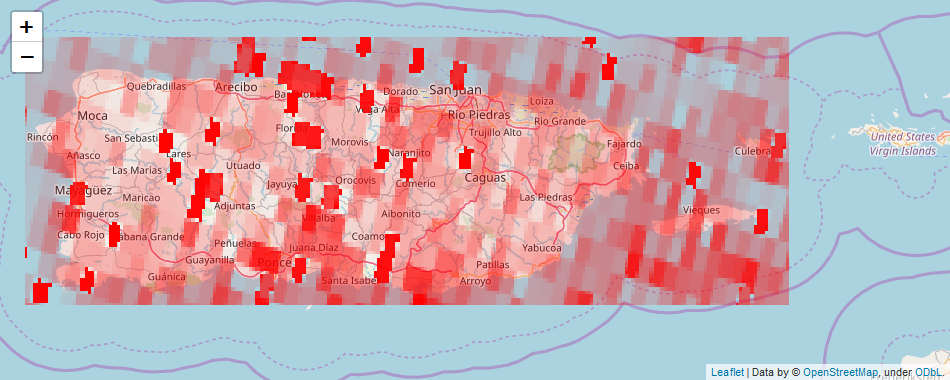 +
−
Quebradillas
Arecibo
Dorado
San Juan
Moca
Vega Alta
Loíza
Río Piedras
Río Grande
Florida
Trujillo Alto
Rincón
San Sebasti
Morovis
Fajardo
United States
Virgin Islands
Añasco
Lares
Naranjito
Culebra
Las Marías
Utuado
Ceiba
Mayagüez
Jayuya
Orocovis
Comerío
Caguas
Maricao
Adjuntas
Las Piedras
Hormigueros
Villalba
Aibonito
Vieques
Cabo Rojo
Sabana Grande
Peñuelas
Juana Díaz
Coamo
Yabucoa
Guayanilla
Ponce
Patillas
Guánica
Santa Isabe
Arroyo
Leaflet | Data by © OpenStreetMap, under ODbL.